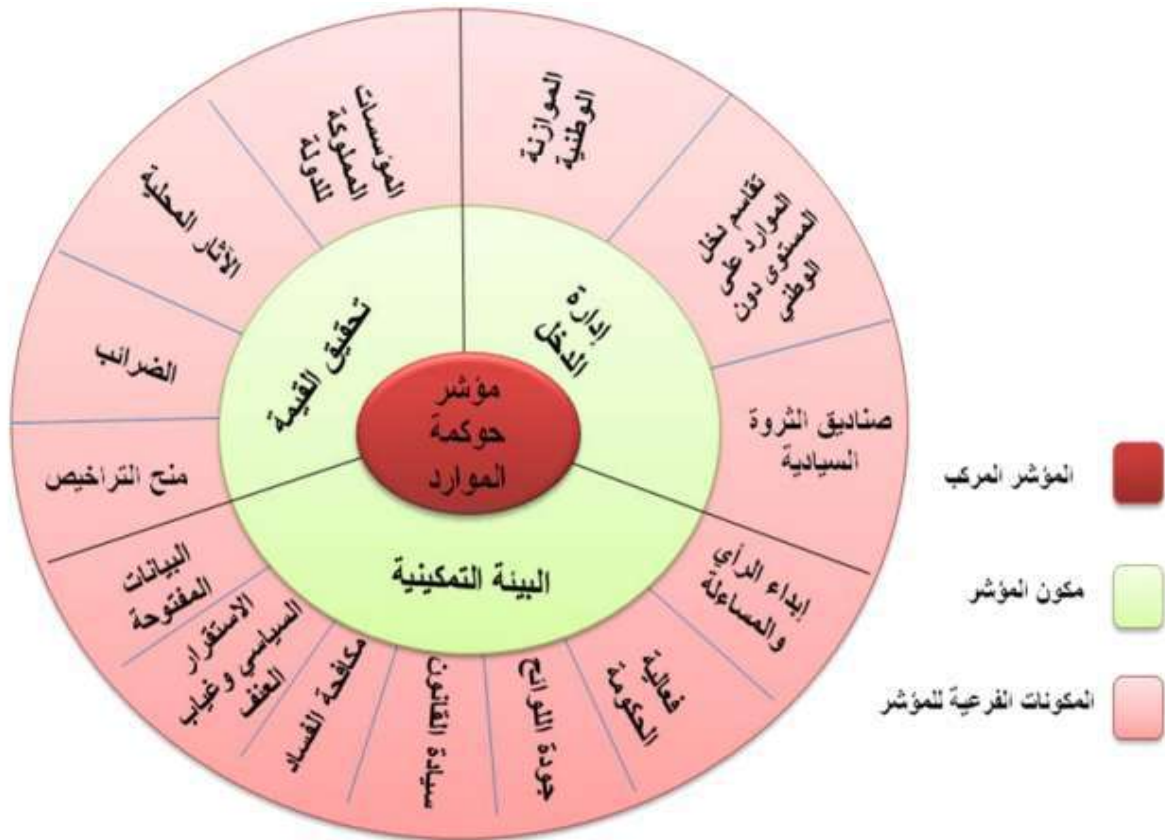 مؤشر
حوكمة
الموارد
إدارة
الدخل
تحقيق القيمة
البيئة التمكينية
الموازنة
الوطنية
تقاسم دخل
الموارد على
المستوى دون
الوطني
صناديق الثروة
السيادية
إبداء الرأي
والمساءلة
فعالية
الحكومة
جودة اللوائح
سيادة القانون
مكافحة الفساد
الاستقرار
السياسي وغياب
العنف
البيانات
المفتوحة
منح التراخيص
الضرائب
الآثار المحلية
المؤسسات
المملوكة
للدولة
المؤشر المركب
مكون المؤشر
المكونات الفرعية للمؤشر